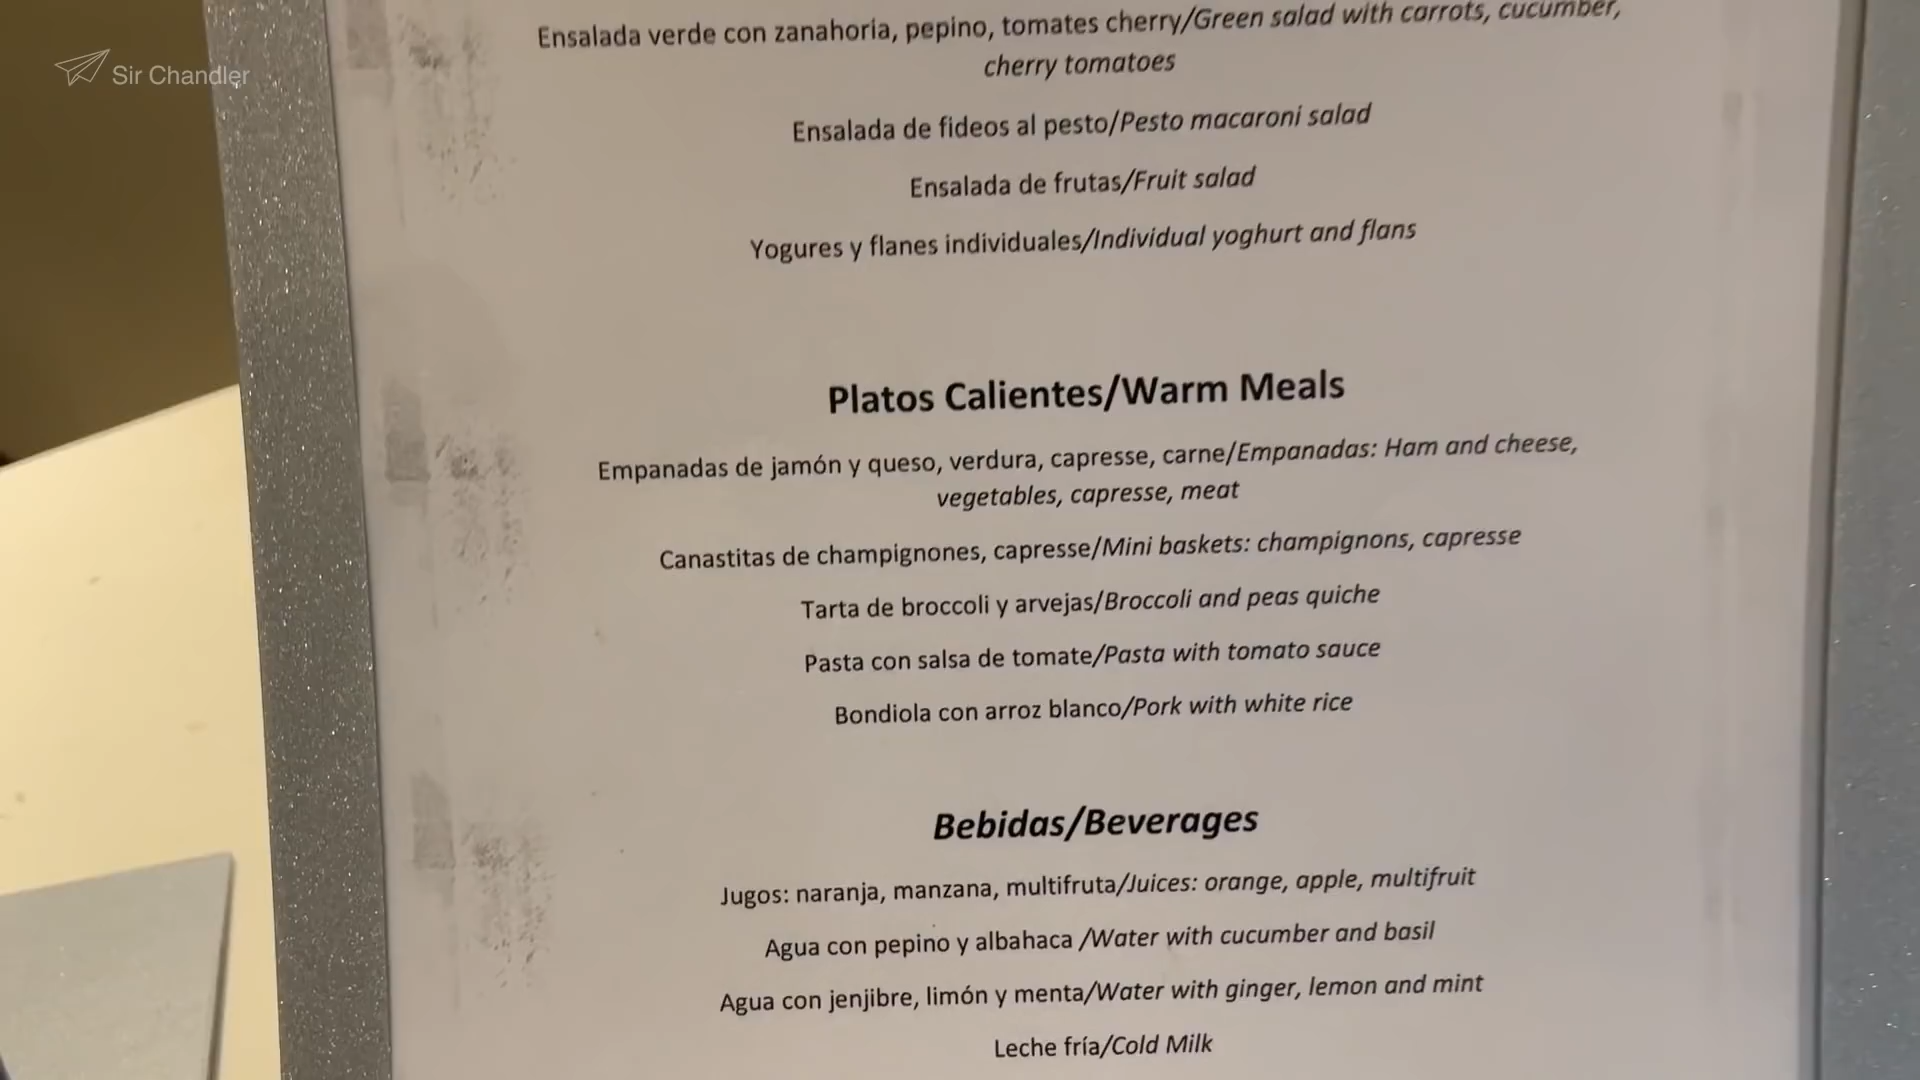 Sir Chandler
Ensalada verde con zanahoria, pepino, tomates cherry/Green salad with carrots, cucumber,
cherry tomatoes
Ensalada de fideos al pesto/Pesto macaroni salad
Ensalada de frutas/Fruit salad
Yogures y flanes individuales/Individual yoghurt and flans
Platos Calientes/Warm Meals
Empanadas de jamón y queso, verdura, capresse, carne/Empanadas: Ham and cheese,
vegetables, capresse, meat
Canastitas de champignones, capresse/Mini baskets: champignons, capresse
Tarta de broccoli y arvejas/Broccoli and peas quiche
Pasta con salsa de tomate/Pasta with tomato sauce
Bondiola con arroz blanco/Pork with white rice
Bebidas/Beverages
Jugos: naranja, manzana, multifruta/Juices: orange, apple, multifruit
Agua con pepino y albahaca /Water with cucumber and basil
Agua con jenjibre, limón y menta/Water with ginger, lemon and mint
Leche fría/Cold Milk